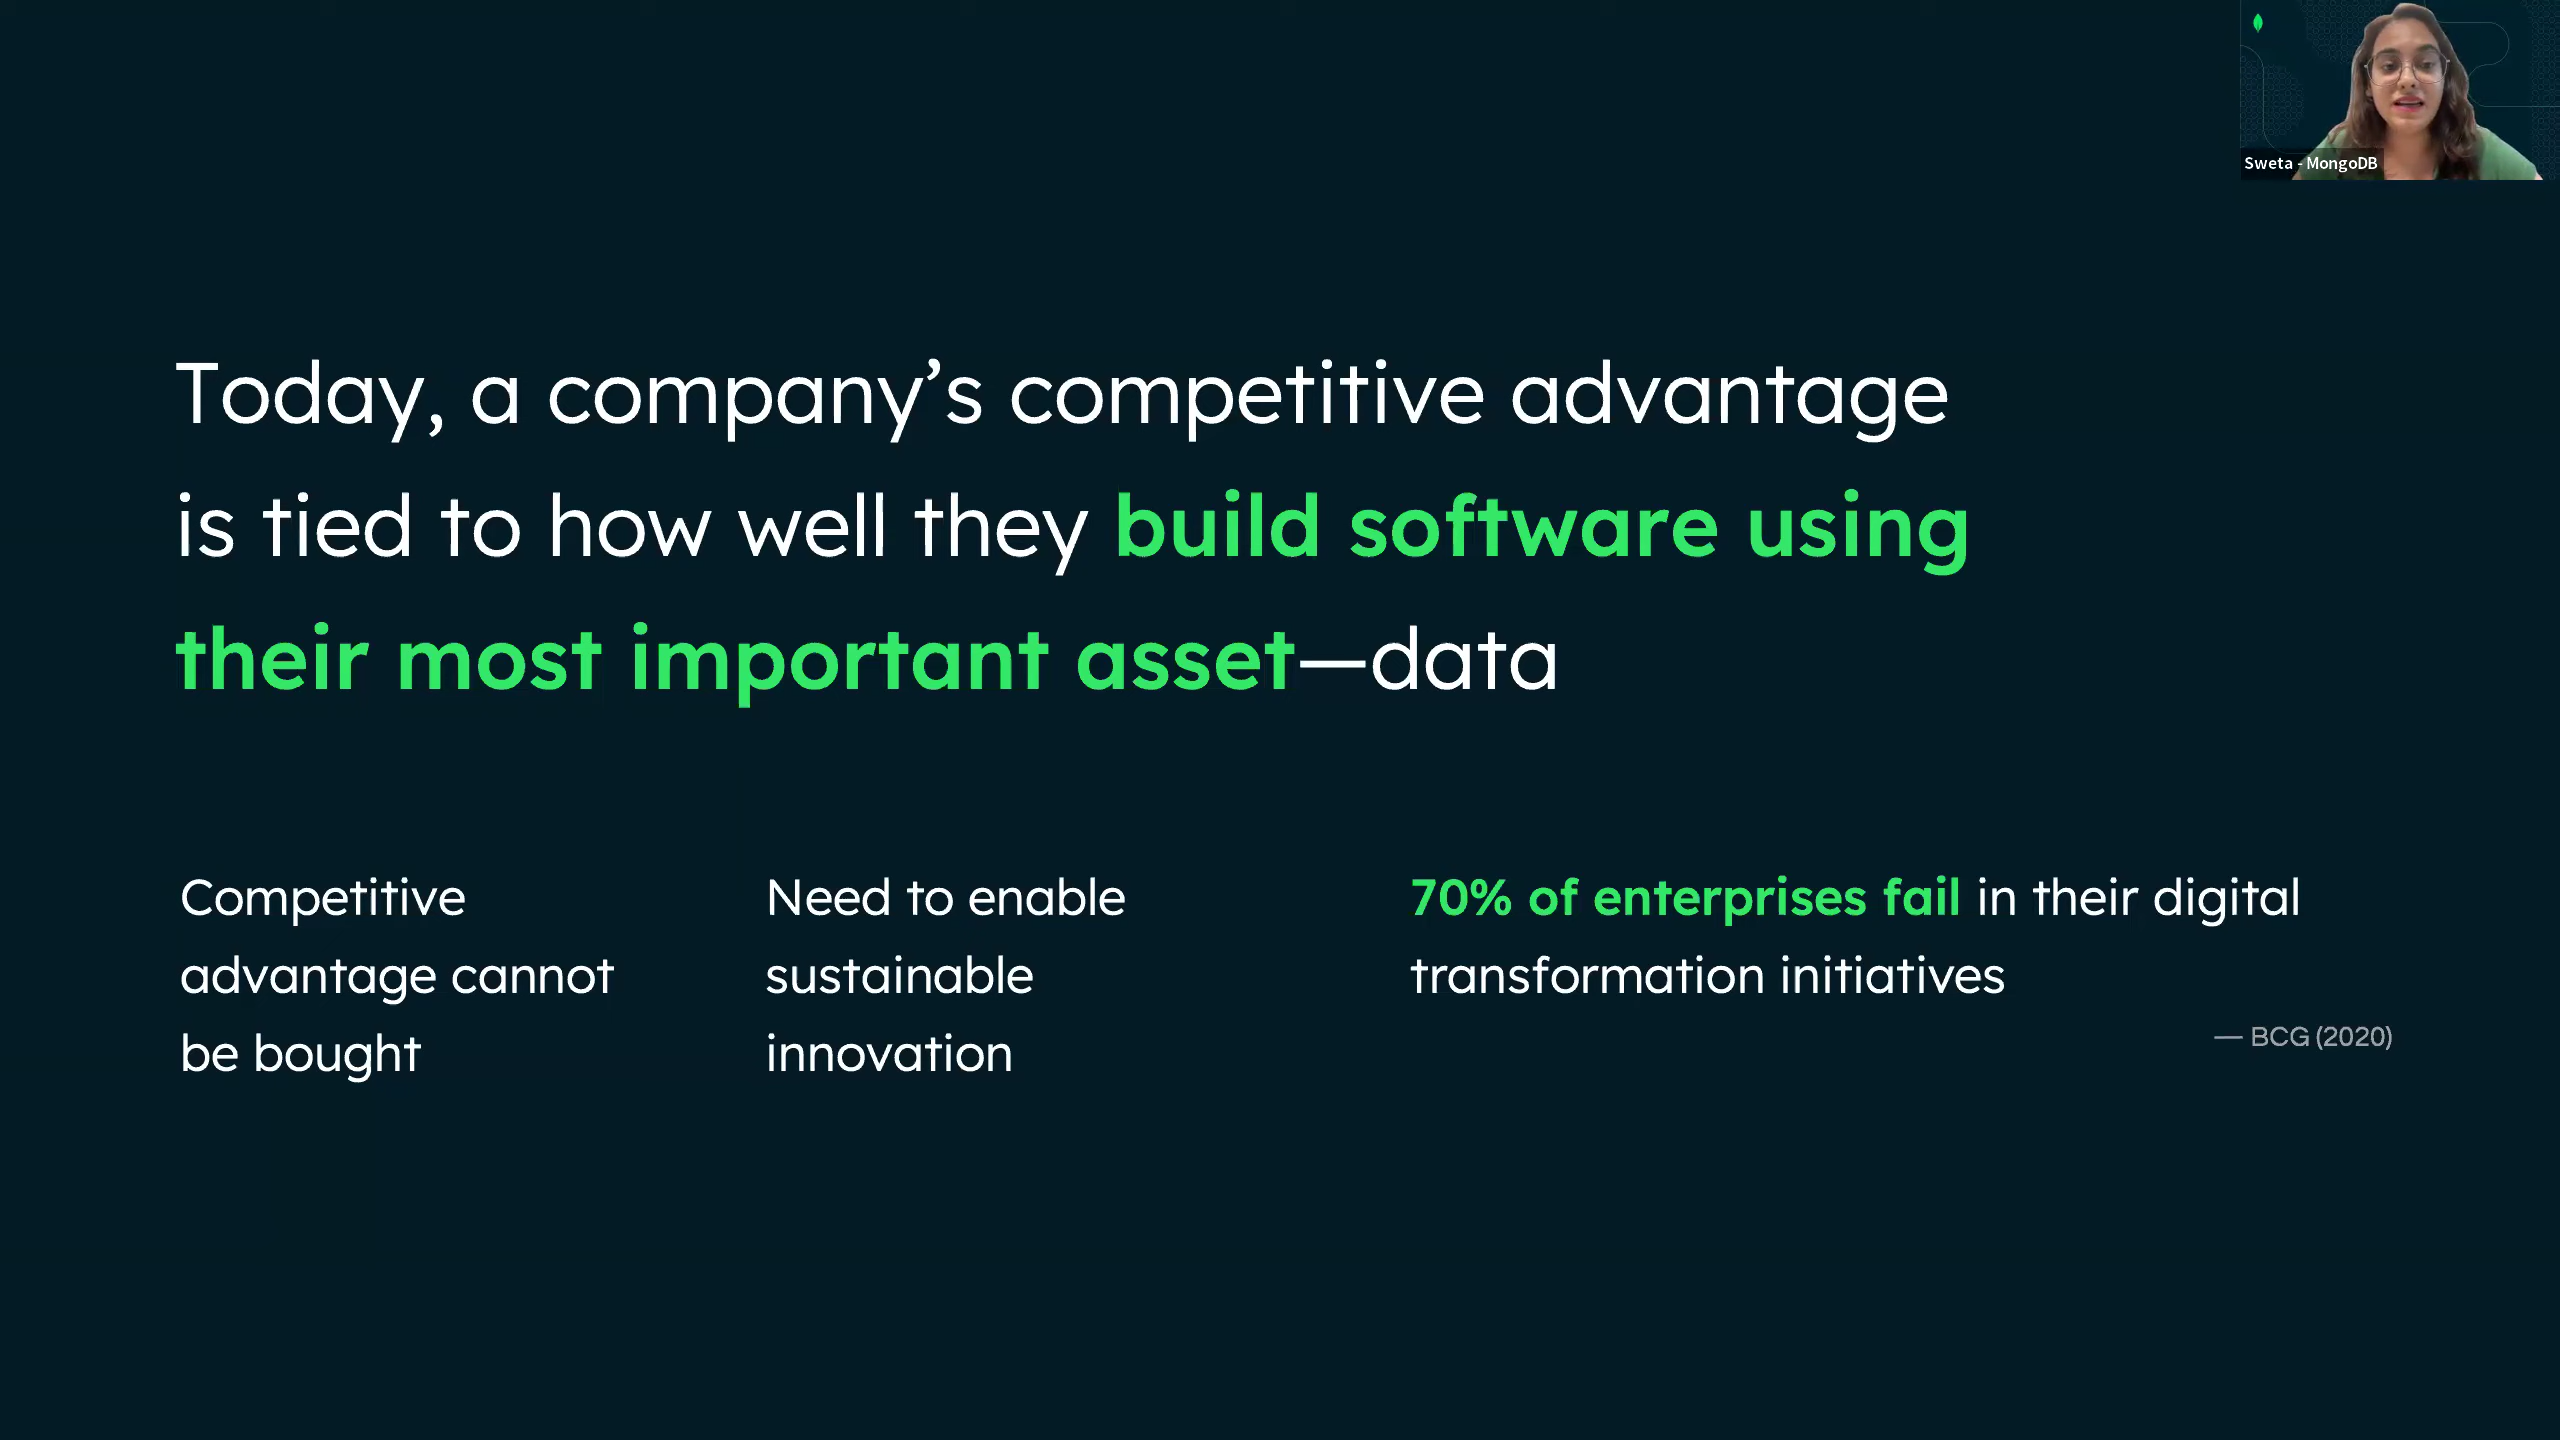 Sweta - MongoDB
Today, a company’s competitive advantage
is tied to how well they build software using
their most important asset—data
Competitive
advantage cannot
be bought
Need to enable
sustainable
innovation
70% of enterprises fail in their digital
transformation initiatives
— BCG (2020)